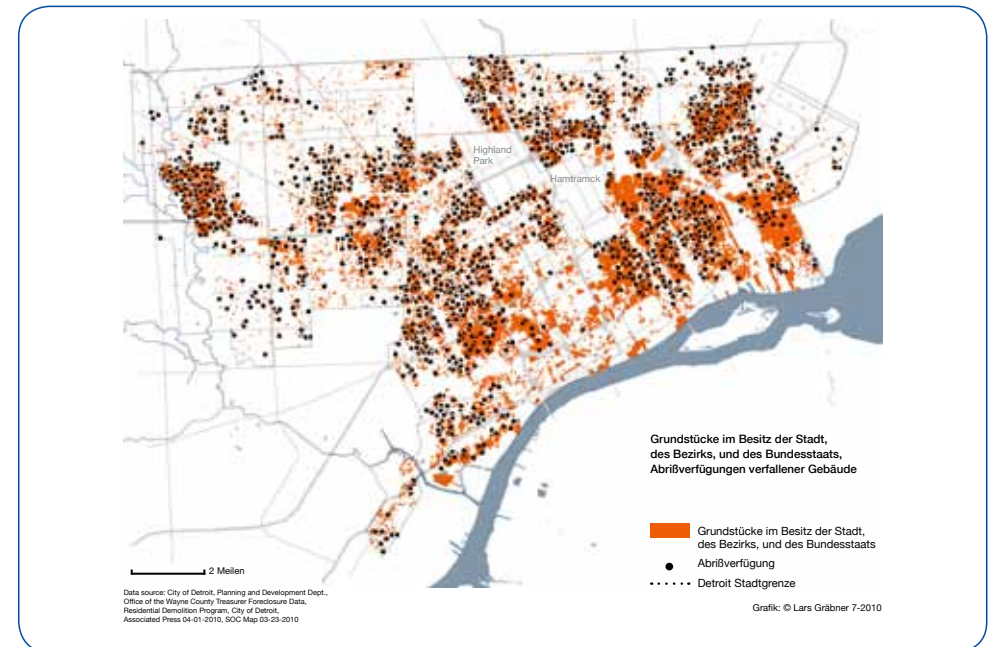 Highland
Park
Hamtramck
Grundstücke im Besitz der Stadt,
des Bezirks, und des Bundesstaats,
Abrißverfügungen verfallener Gebäude
Grundstücke im Besitz der Stadt,
des Bezirks, und des Bundesstaats
Abrißverfügung
Detroit Stadtgrenze
2 Meilen
Data source: City of Detroit, Planning and Development Dept.,
Office of the Wayne County Treasurer Foreclosure Data,
Residential Demolition Program, City of Detroit,
Associated Press 04-01-2010, SOC Map 03-23-2010
Grafik: © Lars Gräbner 7-2010